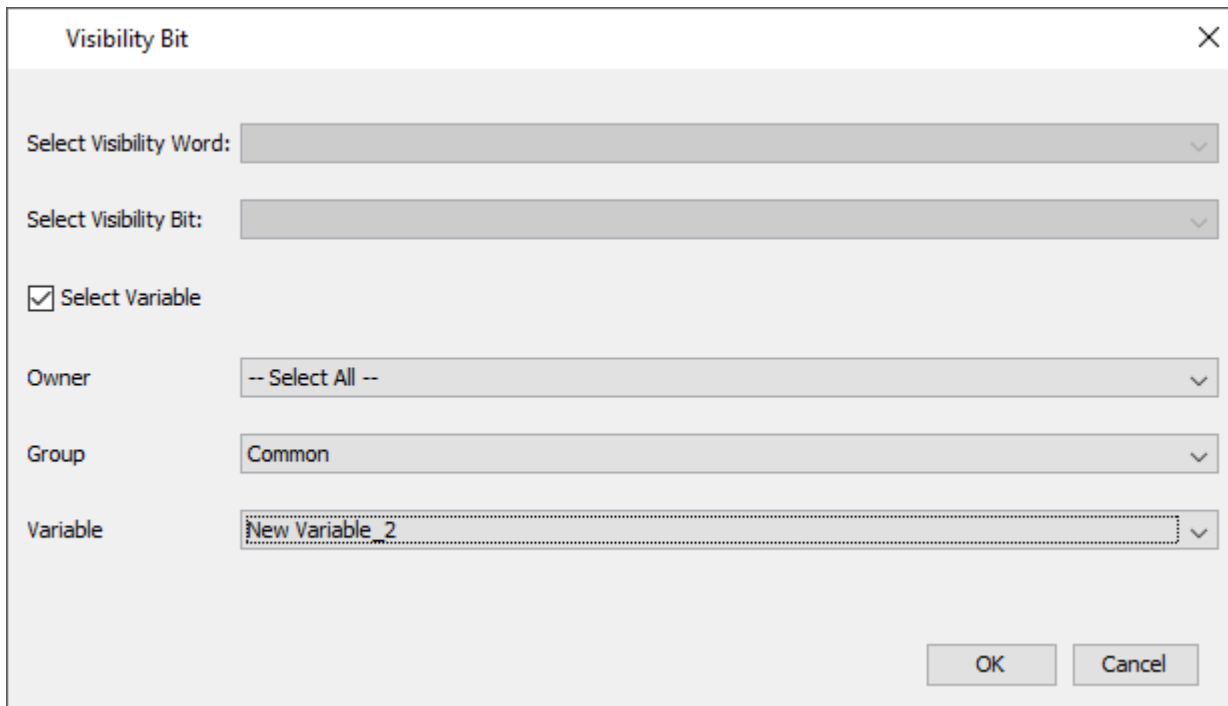 Visibility Bit
Select Visibility Word:
Select Visibility Bit:
Select Variable
Owner -- Select All --
Group Common
Variable New Variable_2
OK Cancel